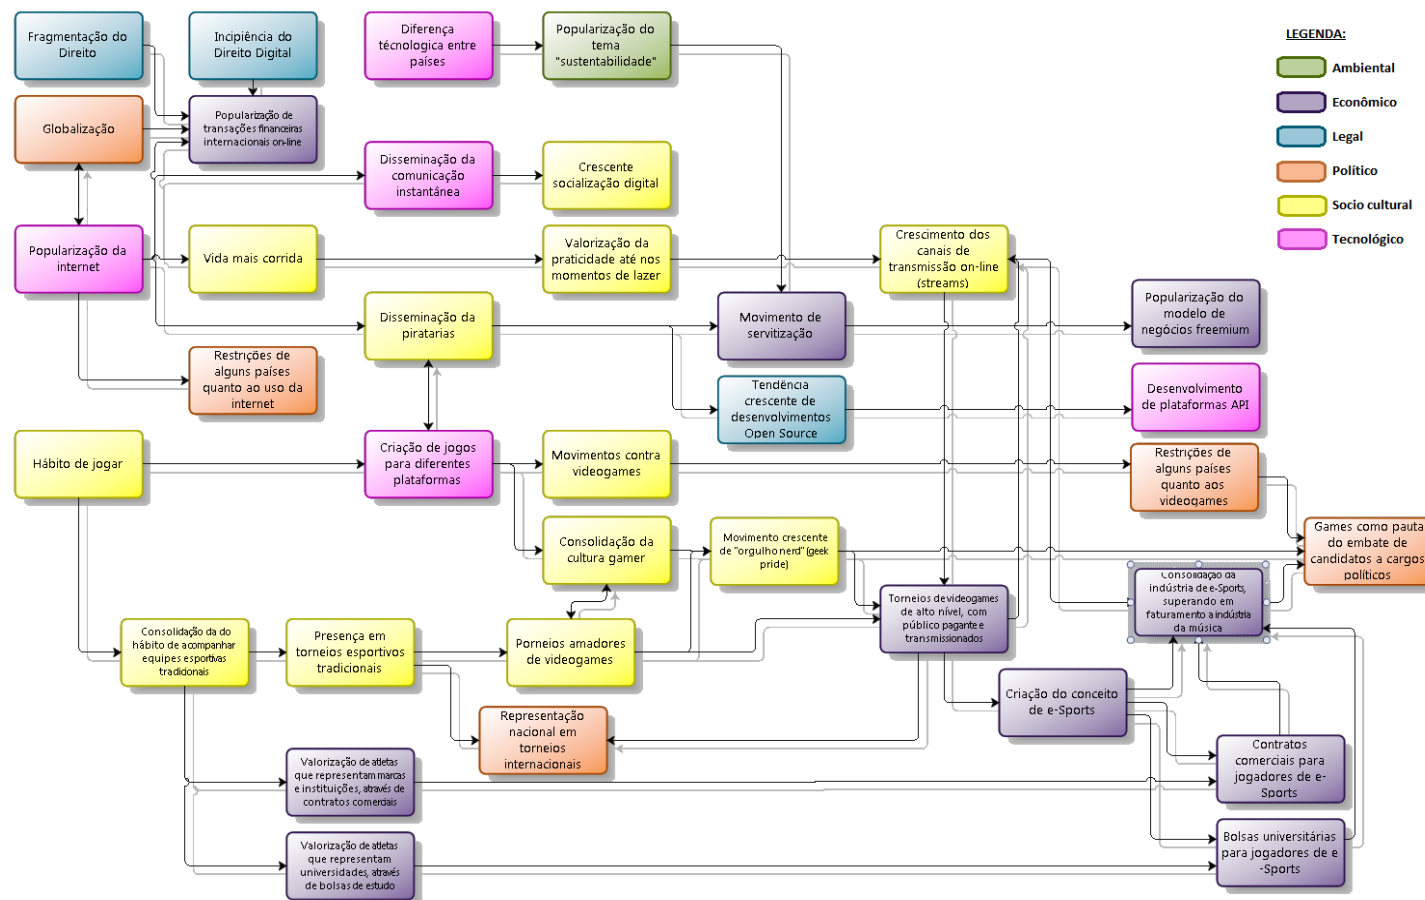 Fragmentação do
Direito
Incipiência do
Direito Digital
Diferença
técnologica entre
países
Popularização do
tema
"sustentabilidade"
LEGENDA:
Ambiental
Econômico
Legal
Político
Socio cultural
Tecnológico
Globalização
Popularização de
transações financeiras
internacionais on-line
Disseminação da
comunicação
instantânea
Crescente
socialização digital
Popularização da
internet
Vida mais corrida
Valorização da
praticidade até nos
momentos de lazer
Crescimento dos
canais de
transmissão on-line
(streams)
Disseminação da
piratarias
Movimento de
servitização
Popularização do
modelo de
negócios freemium
Restrições de
alguns países
quanto ao uso da
internet
Tendência
crescente de
desenvolvimentos
Open Source
Desenvolvimento
de plataformas API
Hábito de jogar
Criação de jogos
para diferentes
plataformas
Movimentos contra
videogames
Restrições de
alguns países
quanto aos
videogames
Consolidação da
cultura gamer
Movimento crescente
de "orgulho nerd" (geek
pride)
Games como pauta
do embate de
candidatos a cargos
políticos
Consolidação da
indústria de e-Sports,
superando em
faturamento a indústria
da música
Torneios de videogames
de alto nível, com
público pagante e
transmissionados
Consolidação da do
hábito de acompanhar
equipes esportivas
tradicionais
Presença em
torneios esportivos
tradicionais
Porneios amadores
de videogames
Criação do conceito
de e-Sports
Representação
nacional em
torneios
internacionais
Contratos
comerciais para
jogadores de e-
Sports
Valorização de atletas
que representam marcas
e instituições, através de
contratos comerciais
Bolsas universitárias
para jogadores de e
-Sports
Valorização de atletas
que representam
universidades, através
de bolsas de estudo